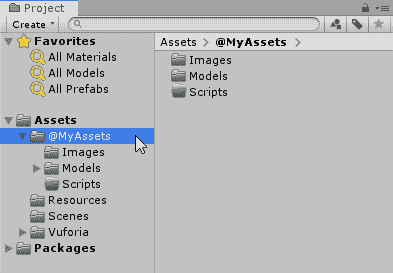 Project
Create
Favorites
All Materials
All Models
All Prefabs
Assets
@MyAssets
Images
Models
Scripts
Resources
Scenes
Vuforia
Packages
Assets @MyAssets
Images
Models
Scripts